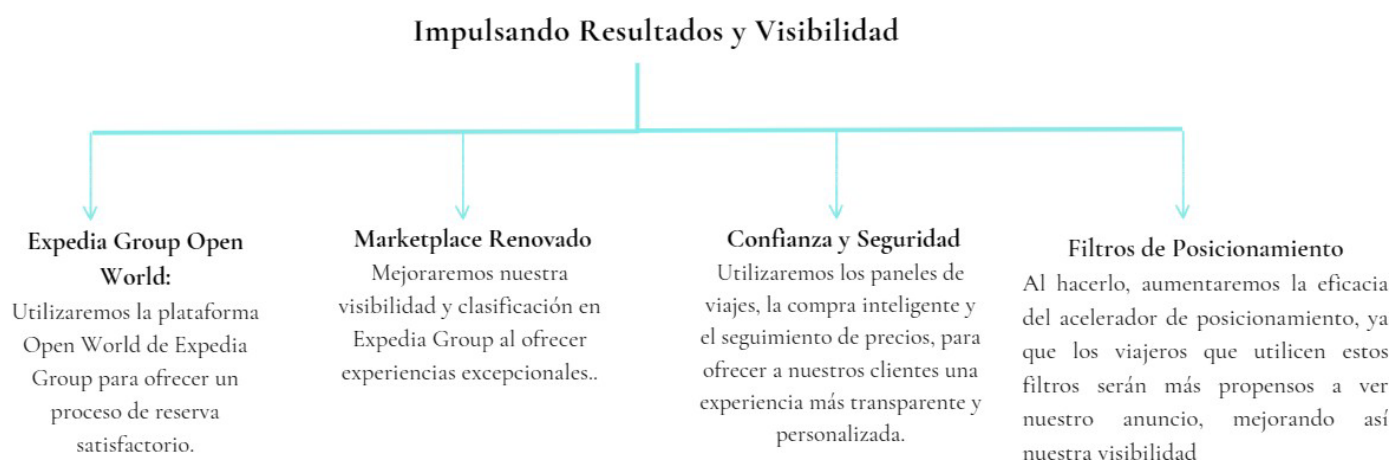 Impulsando Resultados y Visibilidad
Expedia Group Open
World:
Utilizaremos la plataforma
Open World de Expedia
Group para ofrecer un
proceso de reserva
satisfactorio.
Marketplace Renovado
Mejoraremos nuestra
visibilidad y clasificación en
Expedia Group al ofrecer
experiencias excepcionales..
Confianza y Seguridad
Utilizaremos los paneles de
viajes, la compra inteligente y
el seguimiento de precios, para
ofrecer a nuestros clientes una
experiencia más transparente y
personalizada.
Filtros de Posicionamiento
Al hacerlo, aumentaremos la eficacia
del acelerador de posicionamiento, ya
que los viajeros que utilicen estos
filtros serán más propensos a ver
nuestro anuncio, mejorando así
nuestra visibilidad